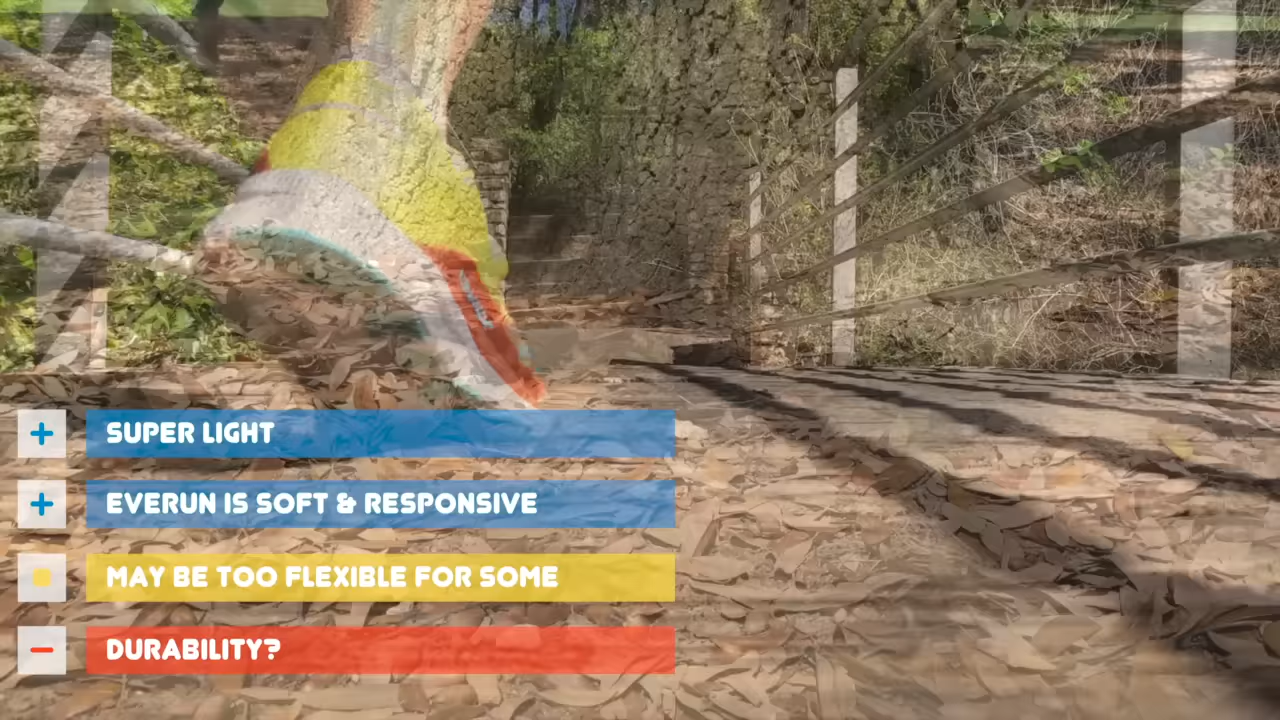 SUPER LIGHT
EVERUN IS SOFT & RESPONSIVE
MAY BE TOO FLEXIBLE FOR SOME
DURABILITY?